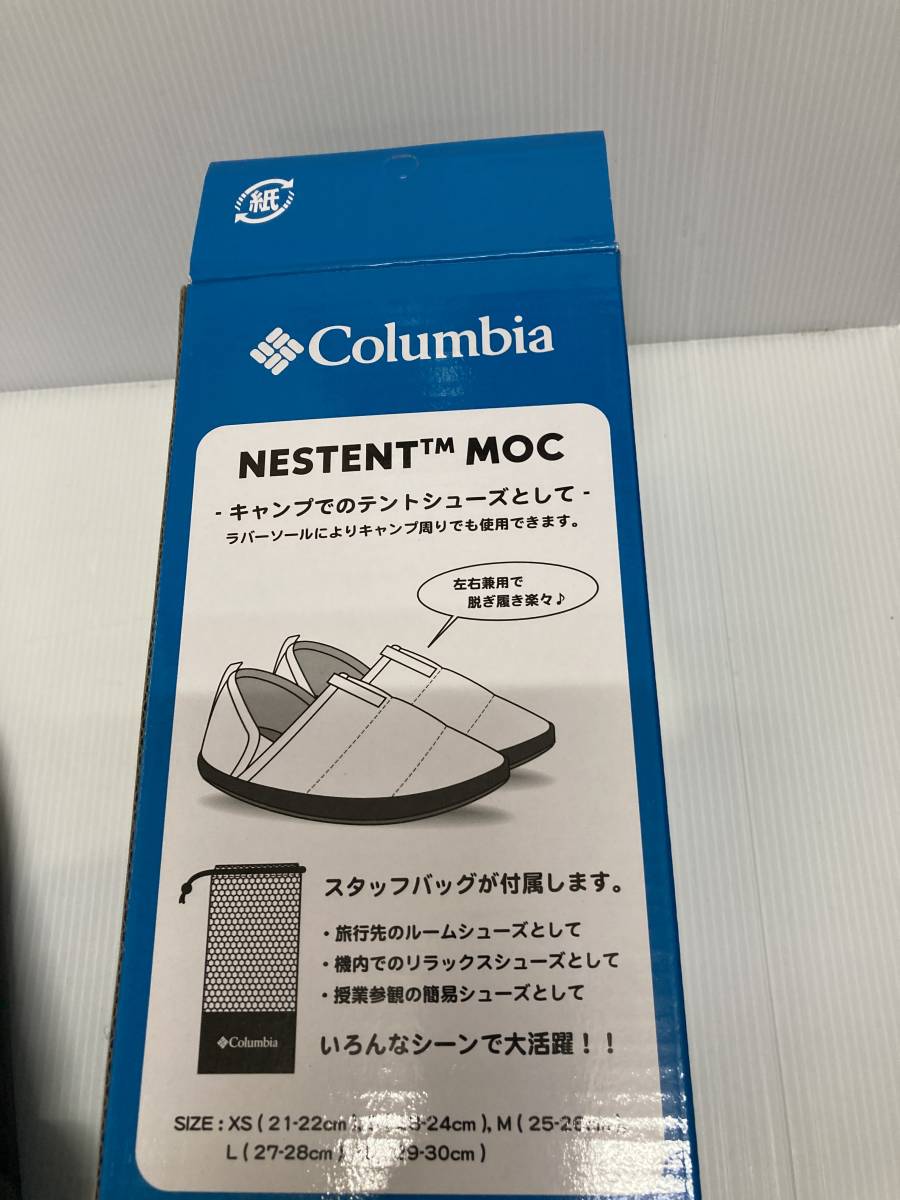 紙
Columbia
NESTENT™ MOC
- キャンプでのテントシューズとして -
ラバーソールによりキャンプ周りでも使用できます。
左右兼用で
脱ぎ履き楽々♪
スタッフバッグが付属します。
・旅行先のルームシューズとして
・機内でのリラックスシューズとして
・授業参観の簡易シューズとして
Columbia
いろんなシーンで大活躍！！
SIZE : XS ( 21-22cm -24cm ), M ( 25-
L ( 27-28cm 9-30cm )